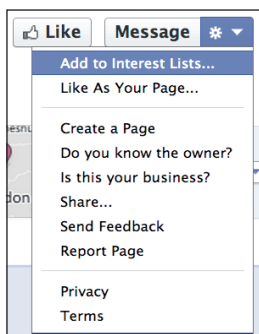 Like Message
Add to Interest Lists...
Like As Your Page...
Create a Page
Do you know the owner?
Is this your business?
Share...
Send Feedback
Report Page
Privacy
Terms